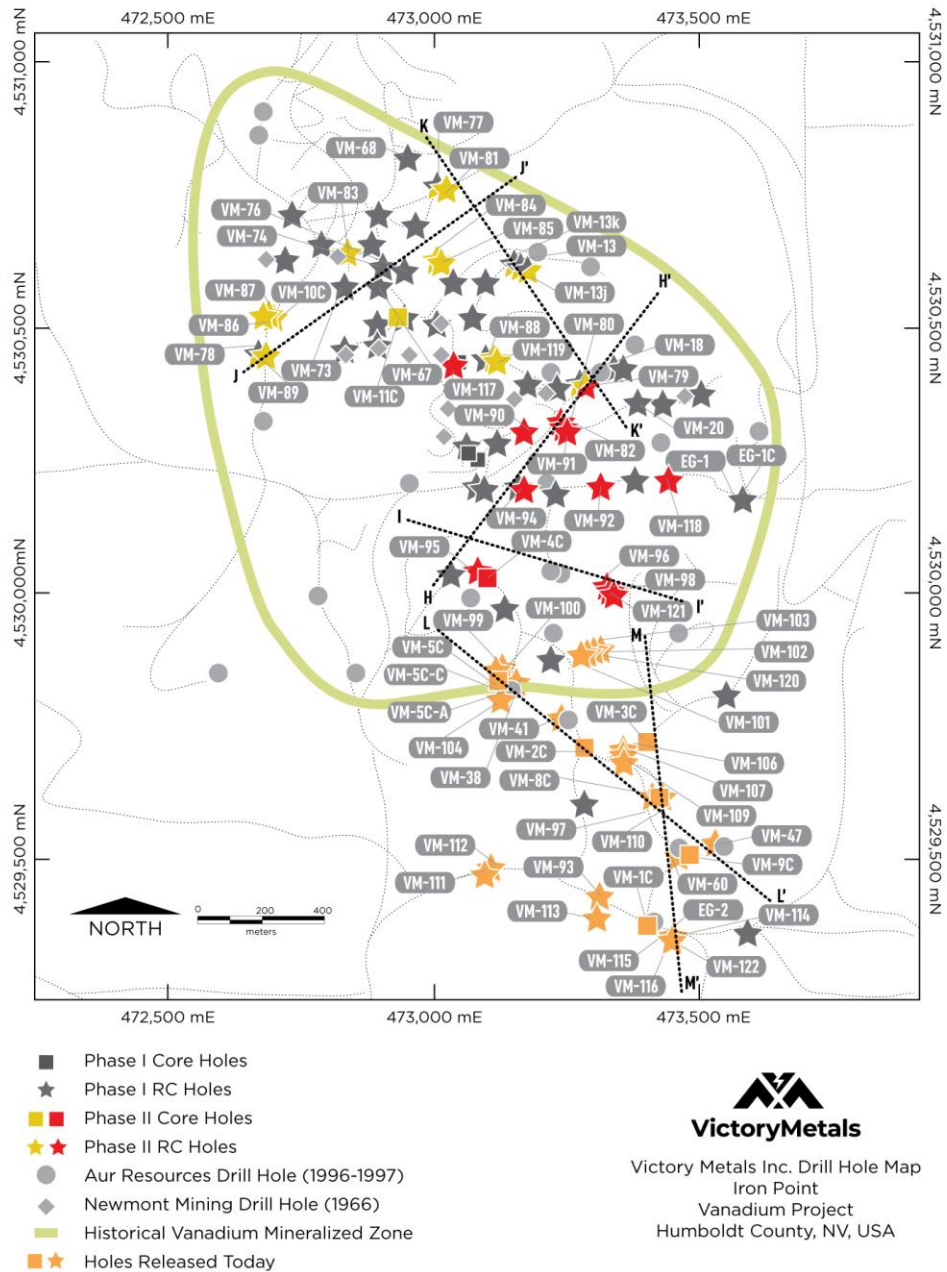 472,500 mE
473,000 mE
473,500 mE
4,531,000 mN
4,531,000 mN
K
VM-77
VM-68
VM-81
J'
VM-83
VM-76
VM-84
VM-74
VM-85
VM-13k
VM-13
H'
VM-87
VM-10C
VM-13j
4,530,500 mN
4,530,500 mN
VM-86
VM-88
VM-80
VM-78
VM-119
VM-18
J
VM-73
VM-67
VM-79
VM-89
VM-11C
VM-117
VM-90
K'
VM-20
VM-82
VM-91
EG-1
EG-1C
I
VM-94
VM-92
VM-118
VM-4C
VM-95
VM-96
VM-98
4,530,000 mN
4,530,000 mN
H
VM-100
VM-121
I'
VM-99
L
M
VM-103
VM-5C
VM-102
VM-5C-C
VM-120
VM-5C-A
VM-3C
VM-101
VM-41
VM-104
VM-2C
VM-106
VM-38
VM-8C
VM-107
VM-109
VM-97
VM-110
VM-47
VM-112
VM-9C
4,529,500 mN
4,529,500 mN
VM-111
VM-93
VM-1C
VM-60
L'
VM-113
EG-2
VM-114
NORTH
0 200 400
meters
VM-115
VM-122
VM-116
M'
472,500 mE
473,000 mE
473,500 mE
Phase I Core Holes
Phase I RC Holes
Phase II Core Holes
Phase II RC Holes
Aur Resources Drill Hole (1996-1997)
Newmont Mining Drill Hole (1966)
Historical Vanadium Mineralized Zone
Holes Released Today
VictoryMetals
Victory Metals Inc. Drill Hole Map
Iron Point
Vanadium Project
Humboldt County, NV, USA